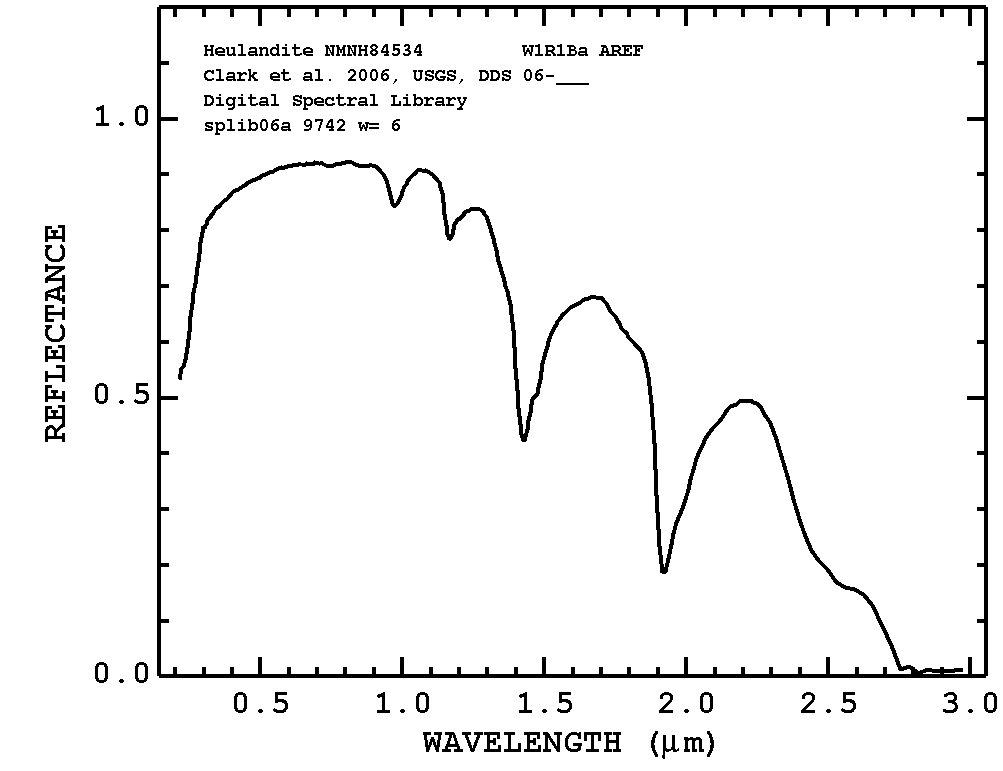 Heulandite NMNH84534 W1R1Ba AREF
Clark et al. 2006, USGS, DDS 06-___
Digital Spectral Library
splib06a 9742 w= 6
1.0
0.5
0.0
REFLECTANCE
0.5 1.0 1.5 2.0 2.5 3.0
WAVELENGTH (μm)